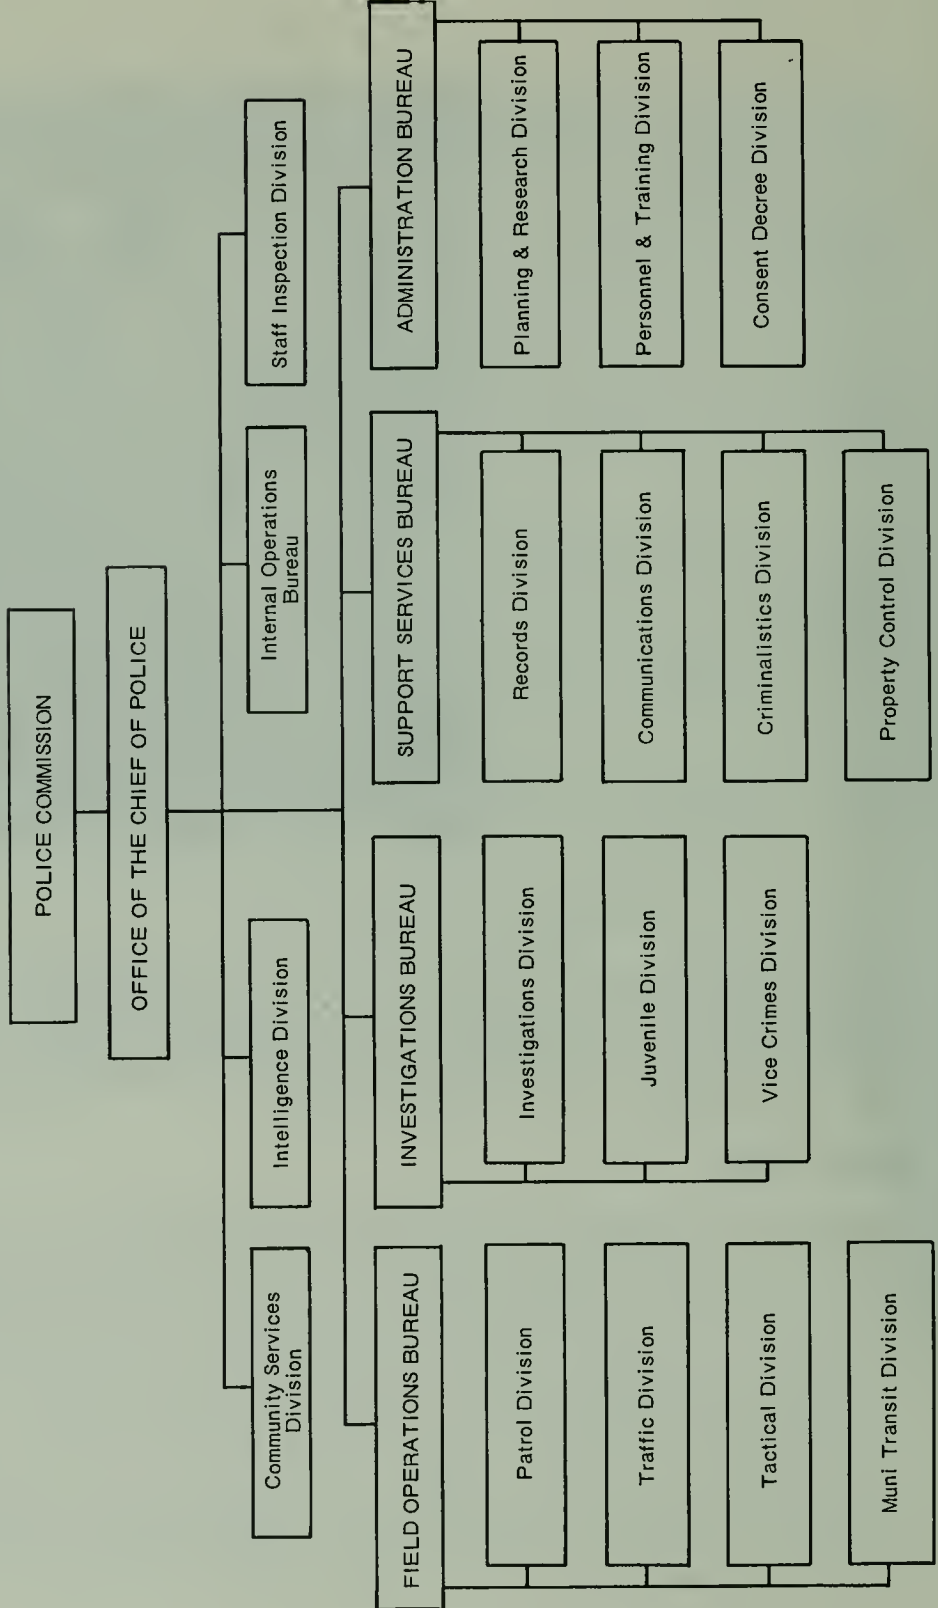 POLICE COMMISSION
OFFICE OF THE CHIEF OF POLICE
Community Services
Division
Intelligence Division
Internal Operations
Bureau
Staff Inspection Division
FIELD OPERATIONS BUREAU
Patrol Division
Traffic Division
Tactical Division
Muni Transit Division
INVESTIGATIONS BUREAU
Investigations Division
Juvenile Division
Vice Crimes Division
SUPPORT SERVICES BUREAU
Records Division
Communications Division
Criminalistics Division
Property Control Division
ADMINISTRATION BUREAU
Planning & Research Division
Personnel & Training Division
Consent Decree Division